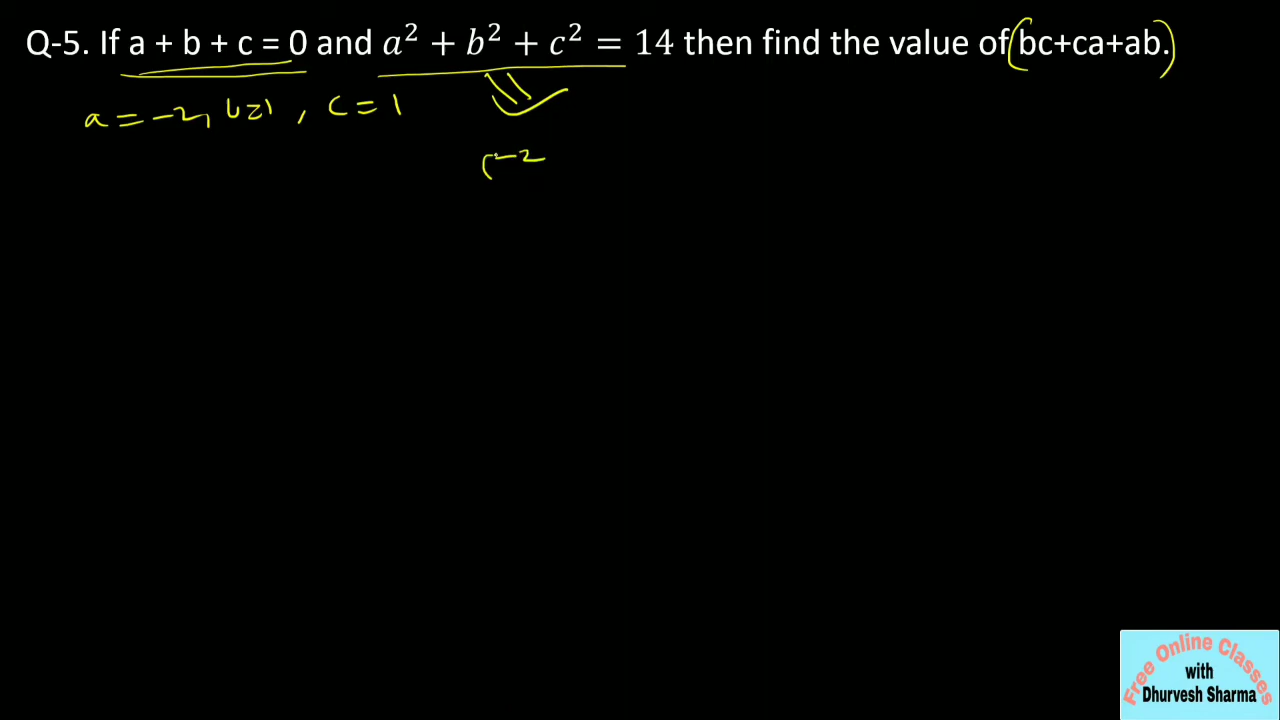 Q-5. If a + b + c = 0 and a² + b² + c² = 14 then find the value of bc+ca+ab.
a = -2, b=1, c = 1
(-2
Free Online Classes
with
Dhurvesh Sharma